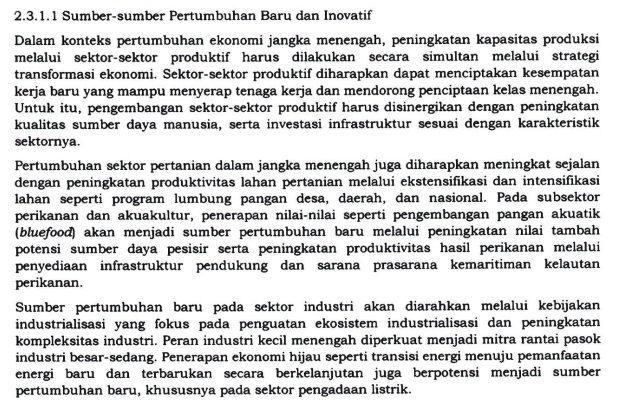 2.3.1.1 Sumber-sumber Pertumbuhan Baru dan Inovatif
Dalam konteks pertumbuhan ekonomi jangka menengah, peningkatan kapasitas produksi
melalui sektor-sektor produktif harus dilakukan secara simultan melalui strategi
transformasi ekonomi. Sektor-sektor produktif diharapkan dapat menciptakan kesempatan
kerja baru yang mampu menyerap tenaga kerja dan mendorong penciptaan kelas menengah.
Untuk itu, pengembangan sektor-sektor produktif harus disinergikan dengan peningkatan
kualitas sumber daya manusia, serta investasi infrastruktur sesuai dengan karakteristik
sektornya.
Pertumbuhan sektor pertanian dalam jangka menengah juga diharapkan meningkat sejalan
dengan peningkatan produktivitas lahan pertanian melalui ekstensifikasi dan intensifikasi
lahan seperti program lumbung pangan desa, daerah, dan nasional. Pada subsektor
perikanan dan akuakultur, penerapan nilai-nilai seperti pengembangan pangan akuatik
(bluefood) akan menjadi sumber pertumbuhan baru melalui peningkatan nilai tambah
potensi sumber daya pesisir serta peningkatan produktivitas hasil perikanan melalui
penyediaan infrastruktur pendukung dan sarana prasarana kemaritiman kelautan
perikanan.
Sumber pertumbuhan baru pada sektor industri akan diarahkan melalui kebijakan
industrialisasi yang fokus pada penguatan ekosistem industrialisasi dan peningkatan
kompleksitas industri. Peran industri kecil menengah diperkuat menjadi mitra rantai pasok
industri besar-sedang. Penerapan ekonomi hijau seperti transisi energi menuju pemanfaatan
energi baru dan terbarukan secara berkelanjutan juga berpotensi menjadi sumber
pertumbuhan baru, khususnya pada sektor pengadaan listrik.